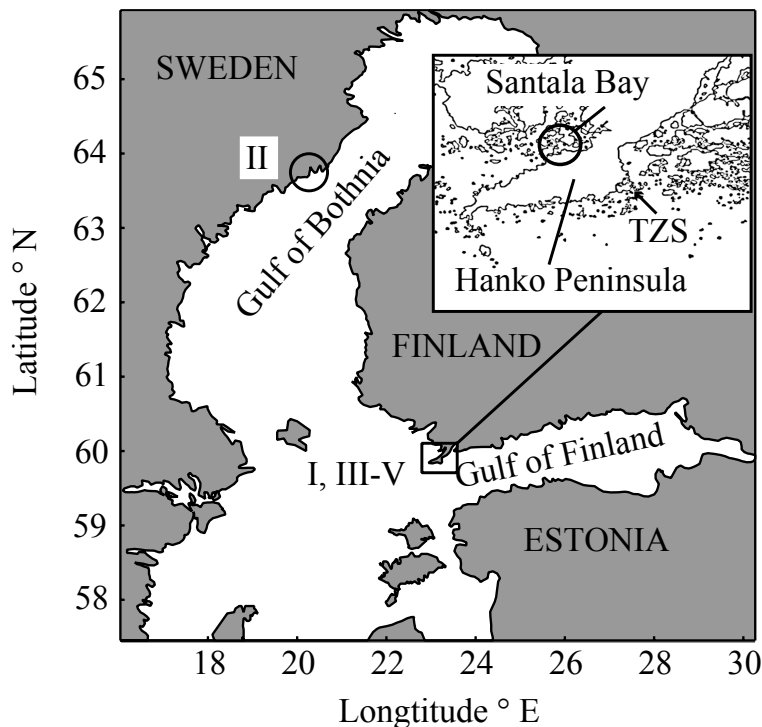 SWEDEN
Santala Bay
II
Gulf of Bothnia
TZS
Hanko Peninsula
FINLAND
I, III-V
Gulf of Finland
ESTONIA
Latitude ° N
65
64
63
62
61
60
59
58
18
20
22
24
26
28
30
Longtitude ° E